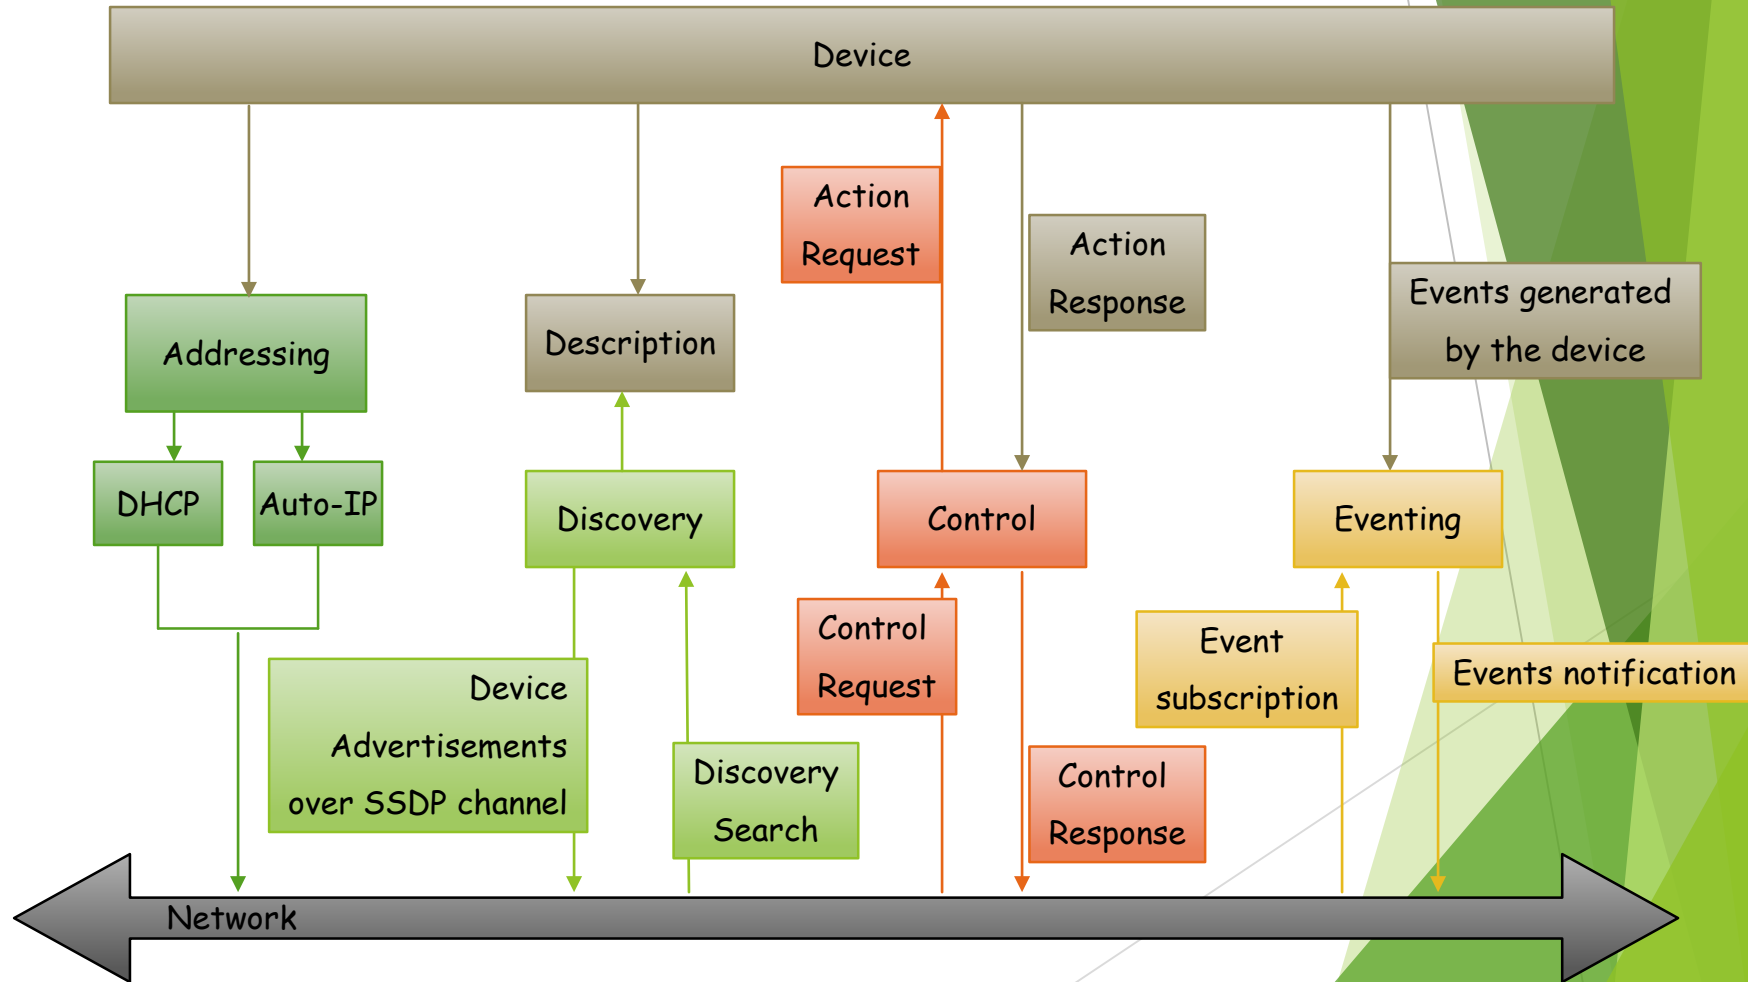 Device
Action
Request
Action
Response
Events generated
by the device
Addressing
Description
DHCP
Auto-IP
Discovery
Control
Eventing
Device
Advertisements
over SSDP channel
Discovery
Search
Control
Request
Control
Response
Event
subscription
Events notification
Network